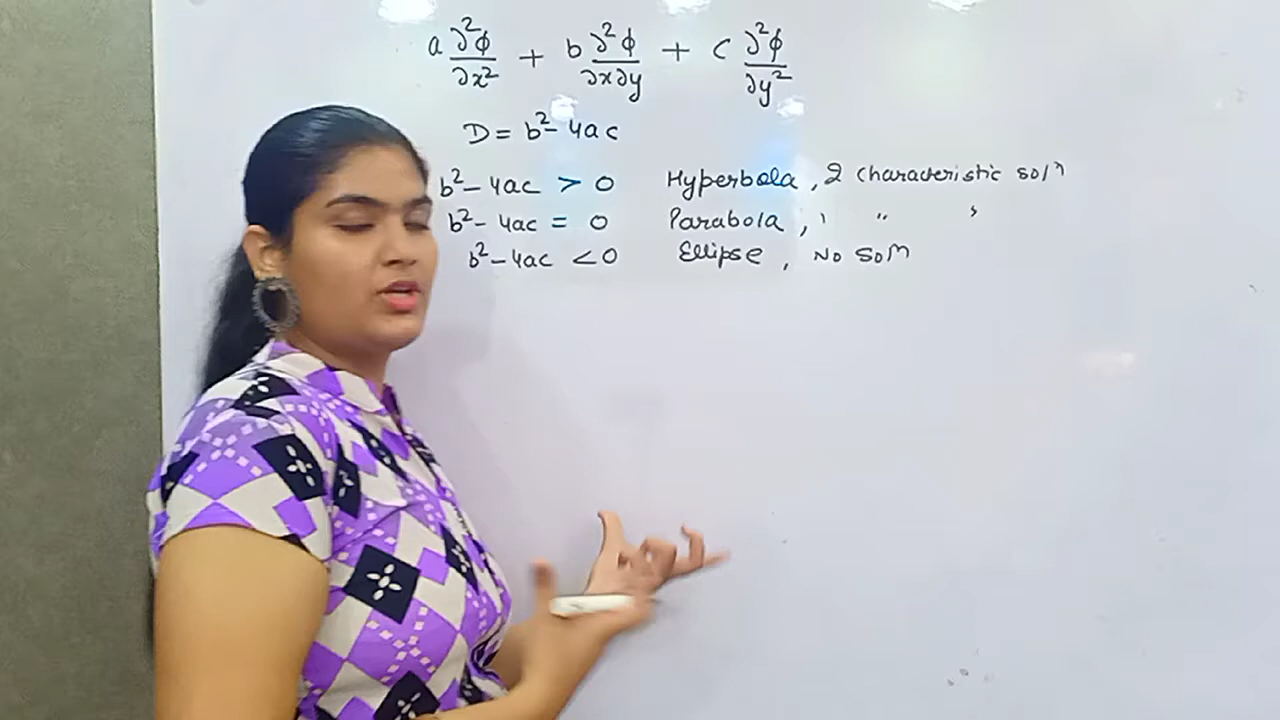 a ∂²ϕ/∂x² + b ∂²ϕ/∂x∂y + c ∂²ϕ/∂y²
D = b² - 4ac
b² - 4ac > 0 Hyperbola, 2 characteristic solⁿ
b² - 4ac = 0 Parabola, 1 " "
b² - 4ac < 0 Ellipse, No solⁿ